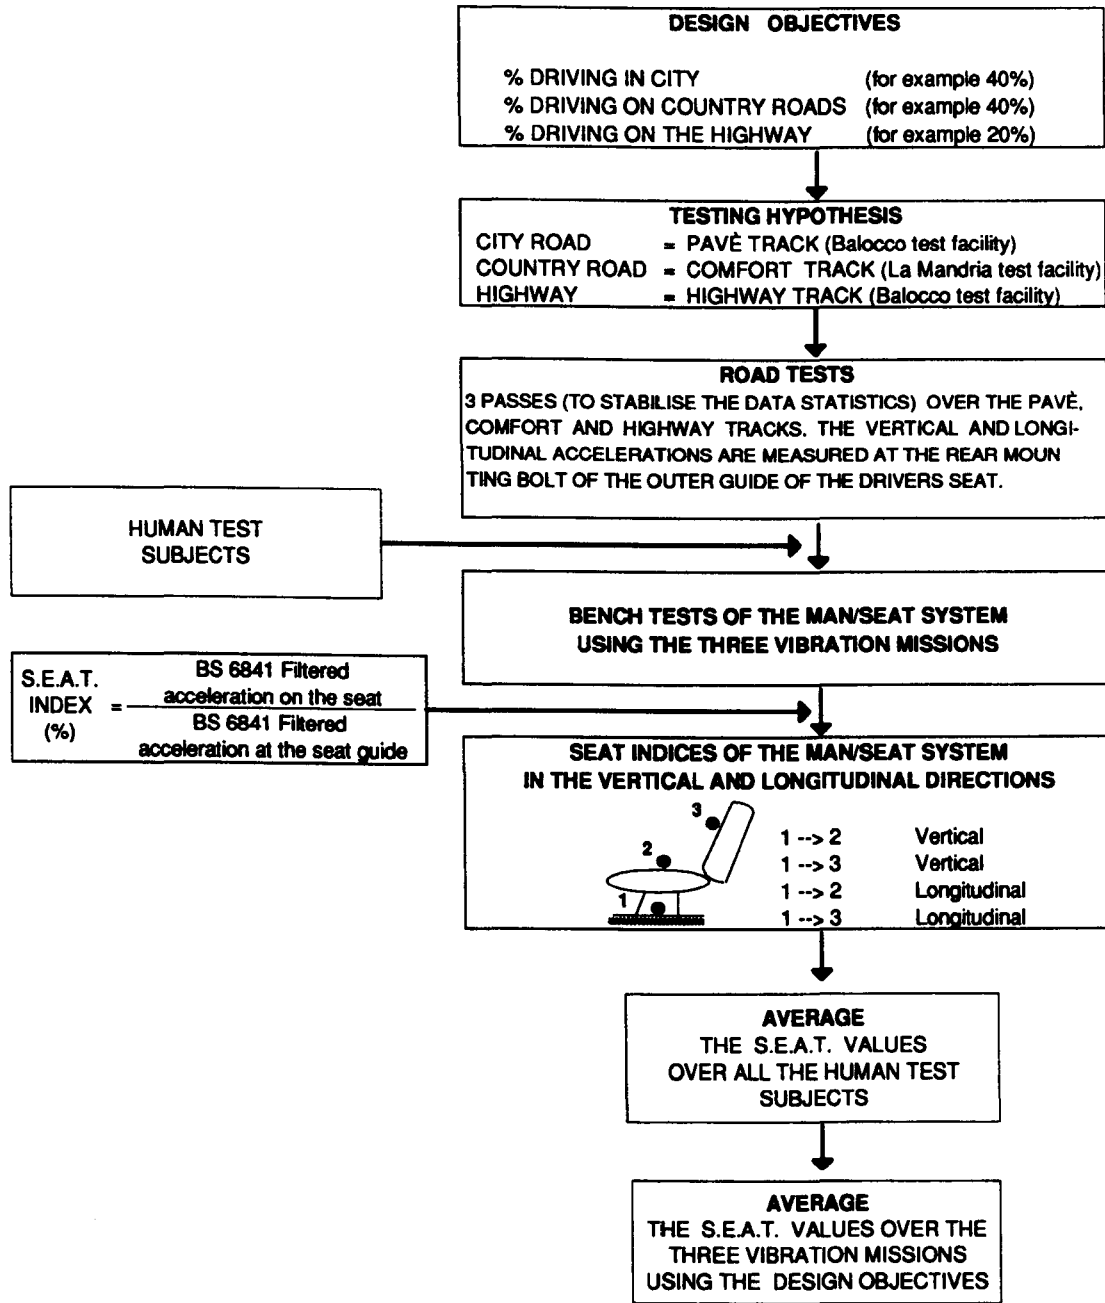 DESIGN OBJECTIVES
% DRIVING IN CITY (for example 40%)
% DRIVING ON COUNTRY ROADS (for example 40%)
% DRIVING ON THE HIGHWAY (for example 20%)
TESTING HYPOTHESIS
CITY ROAD = PAVÈ TRACK (Balocco test facility)
COUNTRY ROAD = COMFORT TRACK (La Mandria test facility)
HIGHWAY = HIGHWAY TRACK (Balocco test facility)
ROAD TESTS
3 PASSES (TO STABILISE THE DATA STATISTICS) OVER THE PAVÈ,
COMFORT AND HIGHWAY TRACKS. THE VERTICAL AND LONGI-
TUDINAL ACCELERATIONS ARE MEASURED AT THE REAR MOUN
TING BOLT OF THE OUTER GUIDE OF THE DRIVERS SEAT.
HUMAN TEST
SUBJECTS
BENCH TESTS OF THE MAN/SEAT SYSTEM
USING THE THREE VIBRATION MISSIONS
S.E.A.T.
INDEX =
(%)
BS 6841 Filtered
acceleration on the seat
BS 6841 Filtered
acceleration at the seat guide
SEAT INDICES OF THE MAN/SEAT SYSTEM
IN THE VERTICAL AND LONGITUDINAL DIRECTIONS
3
2
1
1 --> 2 Vertical
1 --> 3 Vertical
1 --> 2 Longitudinal
1 --> 3 Longitudinal
AVERAGE
THE S.E.A.T. VALUES
OVER ALL THE HUMAN TEST
SUBJECTS
AVERAGE
THE S.E.A.T. VALUES OVER THE
THREE VIBRATION MISSIONS
USING THE DESIGN OBJECTIVES